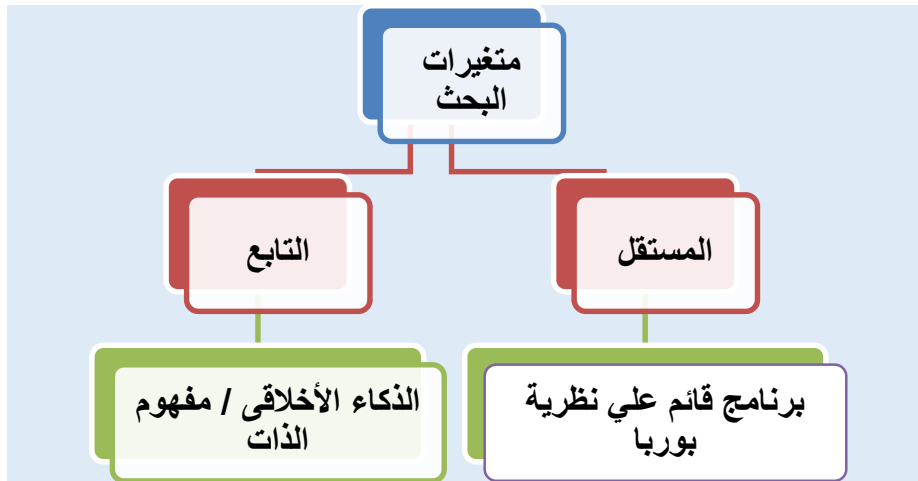 متغيرات
البحث
المستقل
التابع
برنامج قائم علي نظرية
بوربا
الذكاء الأخلاقى / مفهوم
الذات